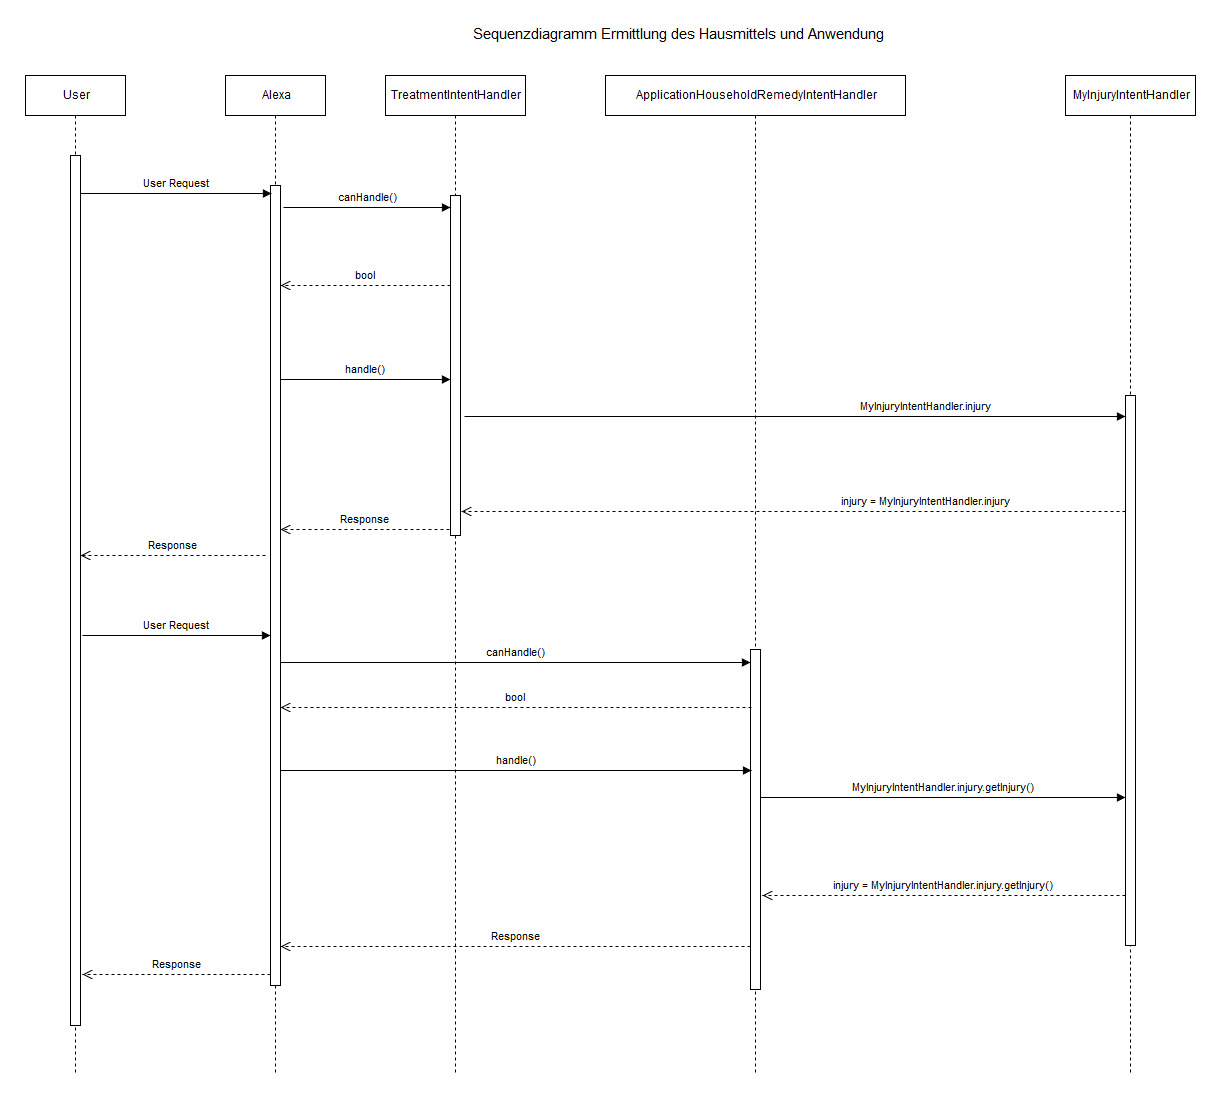 Sequenzdiagramm Ermittlung des Hausmittels und Anwendung
User
Alexa
TreatmentIntentHandler
ApplicationHouseholdRemedyIntentHandler
MyInjuryIntentHandler
User Request
canHandle()
bool
handle()
MyInjuryIntentHandler.injury
injury = MyInjuryIntentHandler.injury
Response
Response
User Request
canHandle()
bool
handle()
MyInjuryIntentHandler.injury.getInjury()
injury = MyInjuryIntentHandler.injury.getInjury()
Response
Response